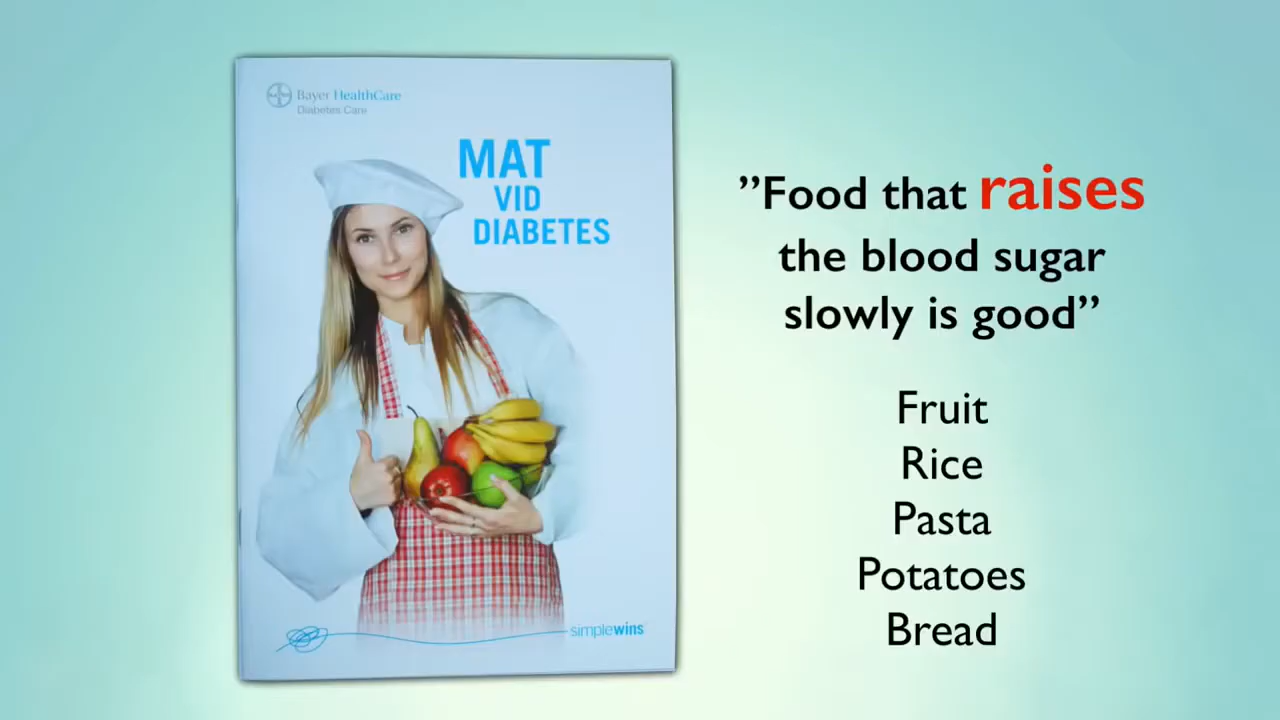 Bayer HealthCare
Diabetes Care
MAT
VID
DIABETES
simplewins
”Food that raises
the blood sugar
slowly is good”
Fruit
Rice
Pasta
Potatoes
Bread